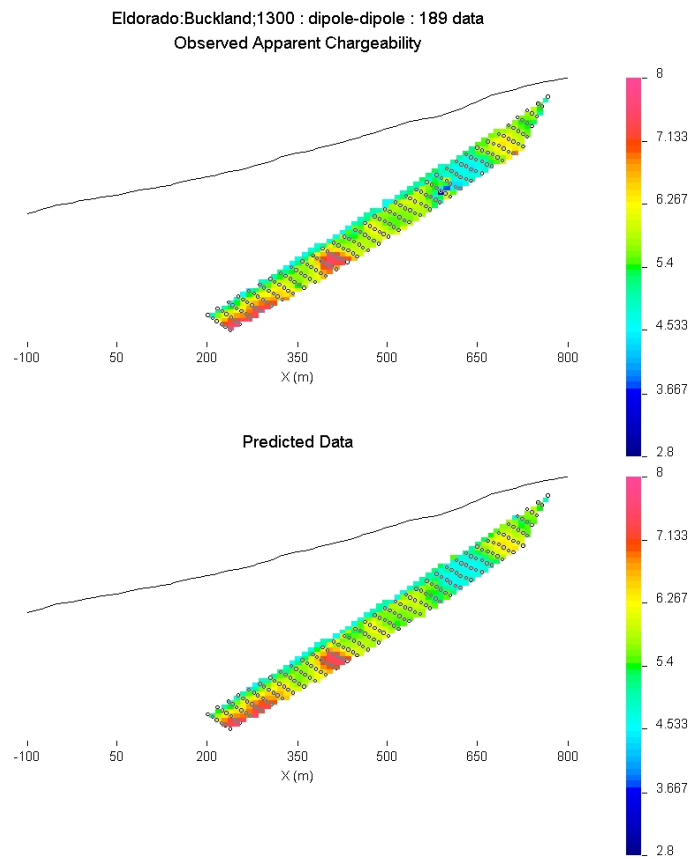 Eldorado:Buckland;1300 : dipole-dipole : 189 data
Observed Apparent Chargeability
8
7.133
6.267
5.4
4.533
3.667
2.8
-100 50 200 350 500 650 800
X (m)
Predicted Data
8
7.133
6.267
5.4
4.533
3.667
2.8
-100 50 200 350 500 650 800
X (m)